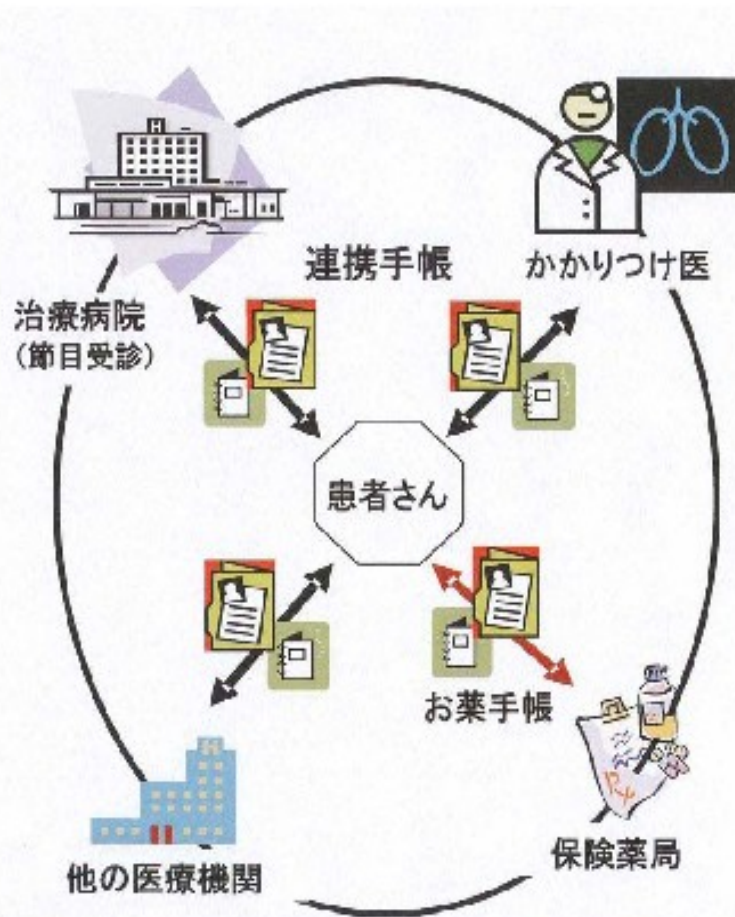 連携手帳
かかりつけ医
治療病院
（節目受診）
患者さん
お薬手帳
保険薬局
他の医療機関